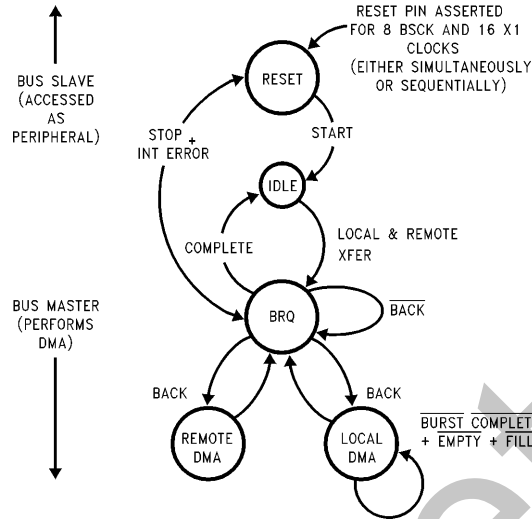 RESET PIN ASSERTED
FOR 8 BSCK AND 16 X1
CLOCKS
(EITHER SIMULTANEOUSLY
OR SEQUENTIALLY)
BUS SLAVE
(ACCESSED
AS
PERIPHERAL)
RESET
STOP +
INT ERROR
START
IDLE
COMPLETE
LOCAL & REMOTE
XFER
BUS MASTER
(PERFORMS
DMA)
BRQ
BACK
BACK
BACK
REMOTE
DMA
LOCAL
DMA
BURST COMPLET
+ EMPTY + FILL